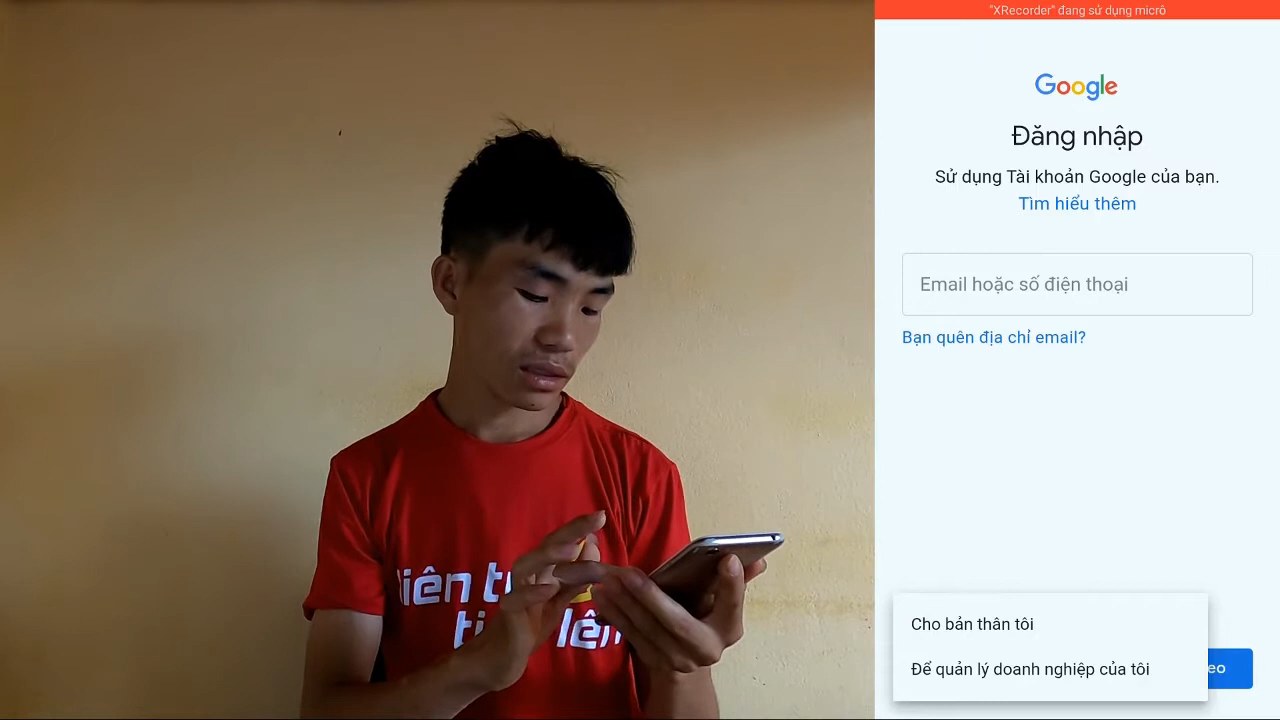 "XRecorder" đang sử dụng micrô
Google
Đăng nhập
Sử dụng Tài khoản Google của bạn.
Tìm hiểu thêm
Email hoặc số điện thoại
Bạn quên địa chỉ email?
Cho bản thân tôi
Để quản lý doanh nghiệp của tôi
lên